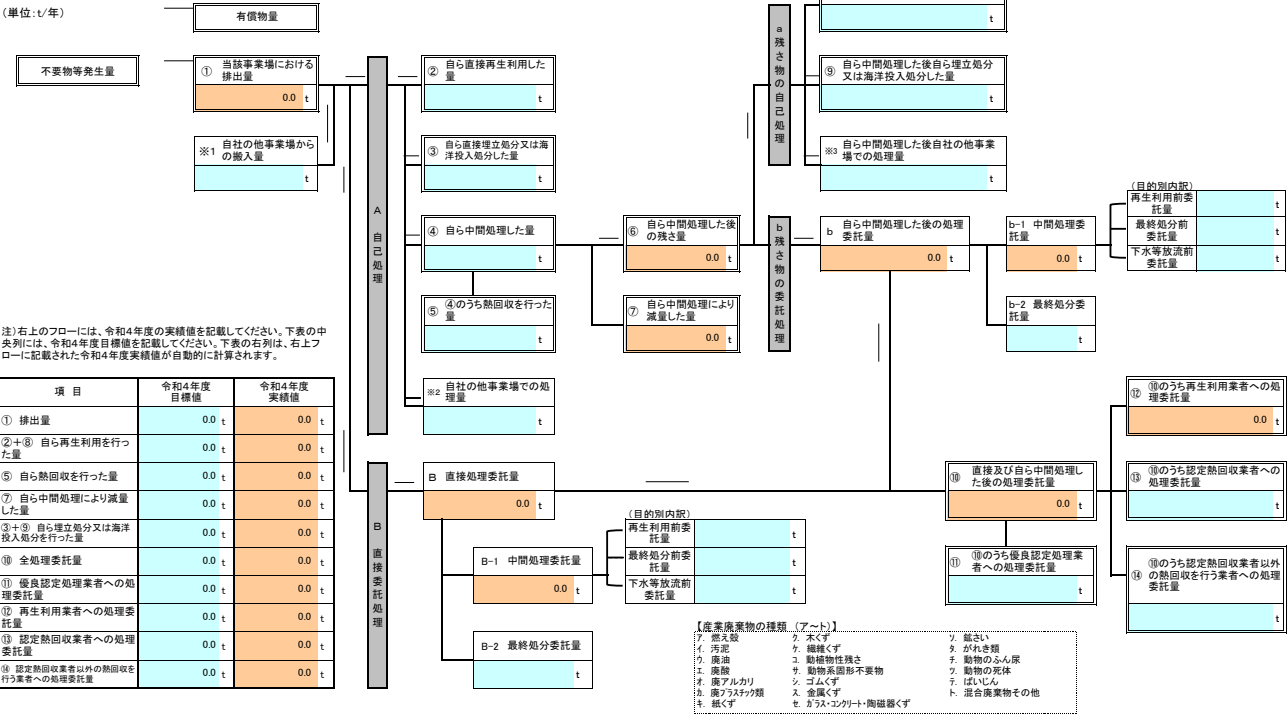 （単位：t/年）
有償物量
不要物等発生量
① 当該事業場における
排出量
0.0 t
※1 自社の他事業場から
の搬入量
t
A 自己処理
② 自ら直接再生利用した
量
t
③ 自ら直接埋立処分又は海
洋投入処分した量
t
④ 自ら中間処理した量
t
⑤ ④のうち熱回収を行った
量
t
※2 自社の他事業場での処
理量
t
⑥ 自ら中間処理した後
の残さ量
0.0 t
⑦ 自ら中間処理により
減量した量
0.0 t
a 残さ物の自己処理
t
⑨ 自ら中間処理した後自ら埋立処分
又は海洋投入処分した量
t
※3 自ら中間処理した後自社の他事業
場での処理量
t
b 残さ物の委託処理
b 自ら中間処理した後の処理
委託量
0.0 t
b-1 中間処理委
託量
0.0 t
（目的別内訳）
再生利用前委
託量
t
最終処分前
委託量
t
下水等放流前
委託量
t
b-2 最終処分委
託量
t
注）右上のフローには、令和４年度の実績値を記載してください。下表の中
央列には、令和４年度目標値を記載してください。下表の右列は、右上フ
ローに記載された令和４年度実績値が自動的に計算されます。
項 目 令和４年度
目標値 令和４年度
実績値
① 排出量 0.0 t 0.0 t
②＋⑧ 自ら再生利用を行っ
た量 0.0 t 0.0 t
⑤ 自ら熱回収を行った量 0.0 t 0.0 t
⑦ 自ら中間処理により減量
した量 0.0 t 0.0 t
③＋⑨ 自ら埋立処分又は海洋
投入処分を行った量 0.0 t 0.0 t
⑩ 全処理委託量 0.0 t 0.0 t
⑪ 優良認定処理業者への処
理委託量 0.0 t 0.0 t
⑫ 再生利用業者への処理委
託量 0.0 t 0.0 t
⑬ 認定熱回収業者への処理
委託量 0.0 t 0.0 t
⑭ 認定熱回収業者以外の熱回収を
行う業者への処理委託量 0.0 t 0.0 t
B 直接委託処理
B 直接処理委託量
0.0 t
B-1 中間処理委託量
0.0 t
（目的別内訳）
再生利用前委
託量
t
最終処分前委
託量
t
下水等放流前
委託量
t
B-2 最終処分委託量
t
⑩ 直接及び自ら中間処理し
た後の処理委託量
0.0 t
⑪ ⑩のうち優良認定処理業
者への処理委託量
t
⑫ ⑩のうち再生利用業者への処
理委託量
0.0 t
⑬ ⑩のうち認定熱回収業者への
処理委託量
t
⑭ ⑩のうち認定熱回収業者以外
の熱回収を行う業者への処理
委託量
t
【産業廃棄物の種類 （ア～ト）】
ア. 燃え殻 ク. 木くず ソ. 鉱さい
イ. 汚泥 ケ. 繊維くず タ. がれき類
ウ. 廃油 コ. 動植物性残さ チ. 動物のふん尿
エ. 廃酸 サ. 動物系固形不要物 ツ. 動物の死体
オ. 廃アルカリ シ. ゴムくず テ. ばいじん
カ. 廃プラスチック類 ス. 金属くず ト. 混合廃棄物その他
キ. 紙くず セ. ガラス・コンクリート・陶磁器くず